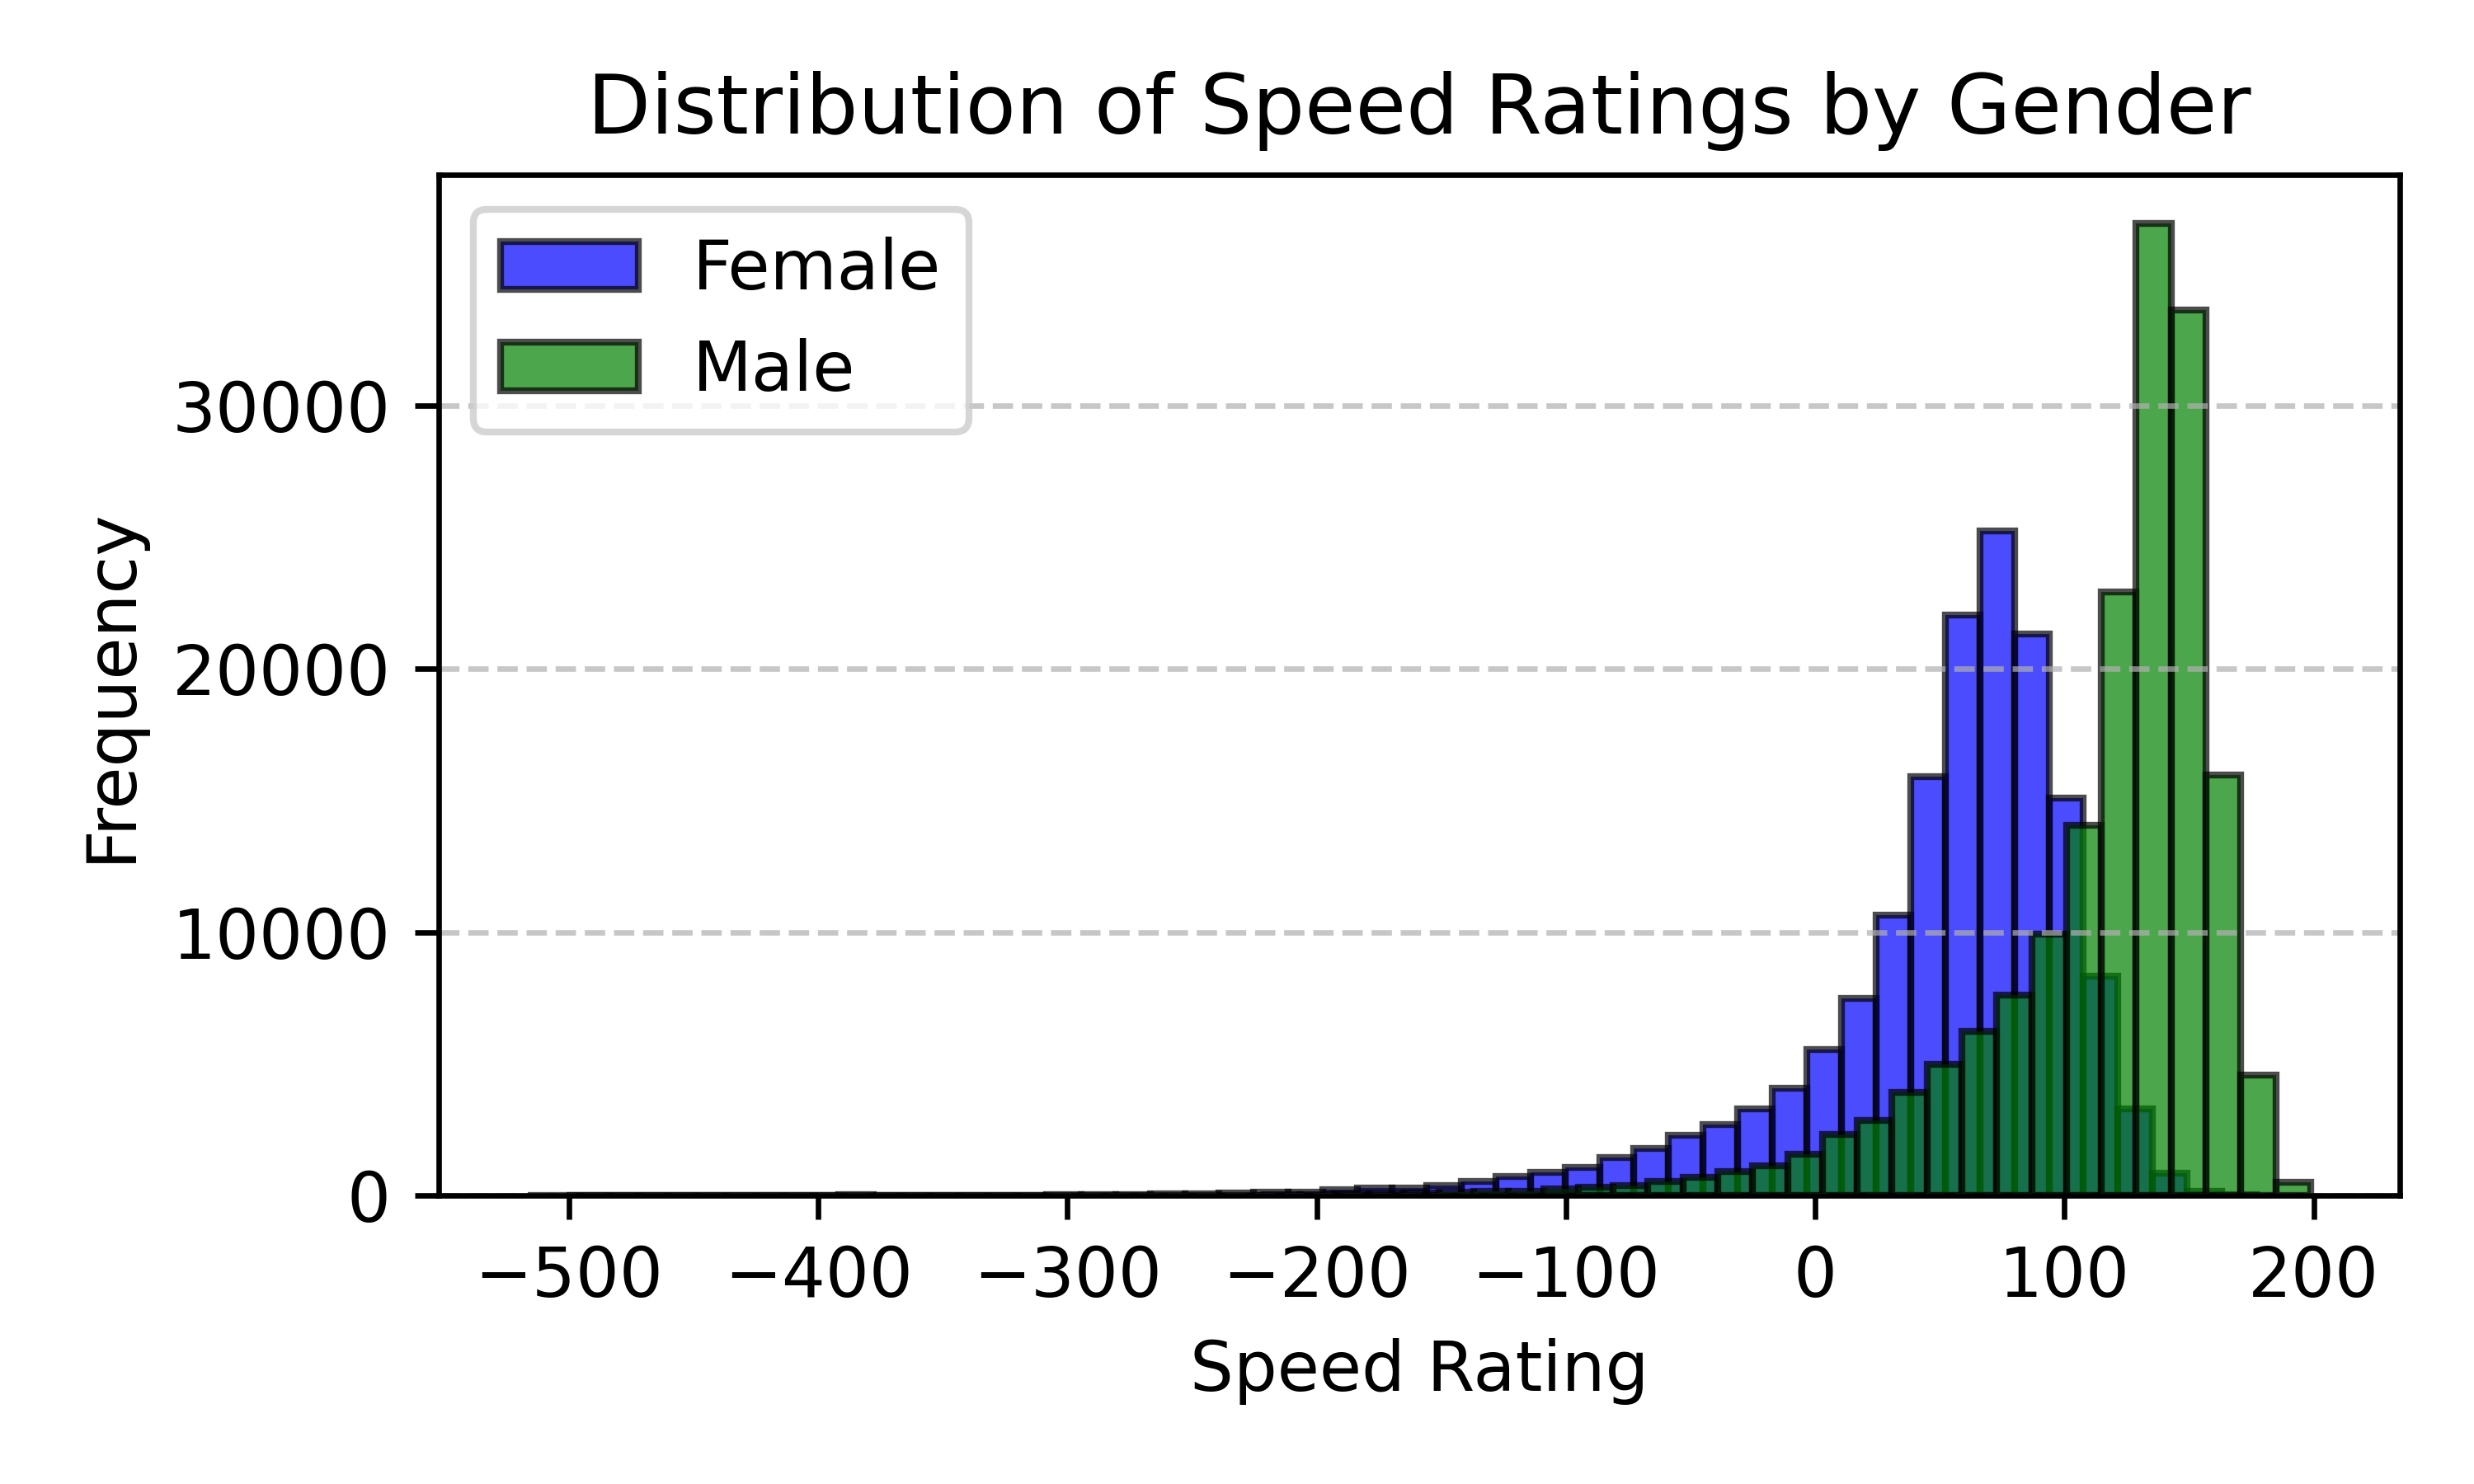 Distribution of Speed Ratings by Gender
Female
Male
30000
20000
10000
0
Frequency
−500 −400 −300 −200 −100 0 100 200
Speed Rating